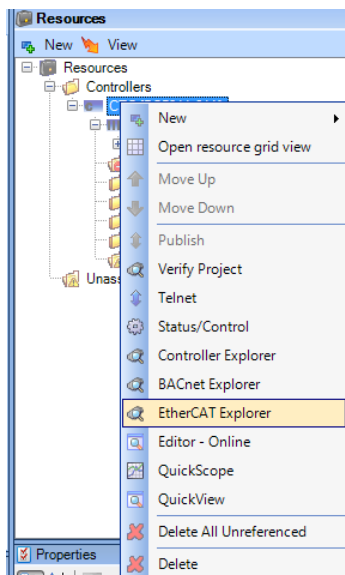 Resources
New View
Resources
Controllers
New
Open resource grid view
Move Up
Move Down
Publish
Unass
Verify Project
Telnet
Status/Control
Controller Explorer
BACnet Explorer
EtherCAT Explorer
Editor - Online
QuickScope
QuickView
Delete All Unreferenced
Properties
Delete